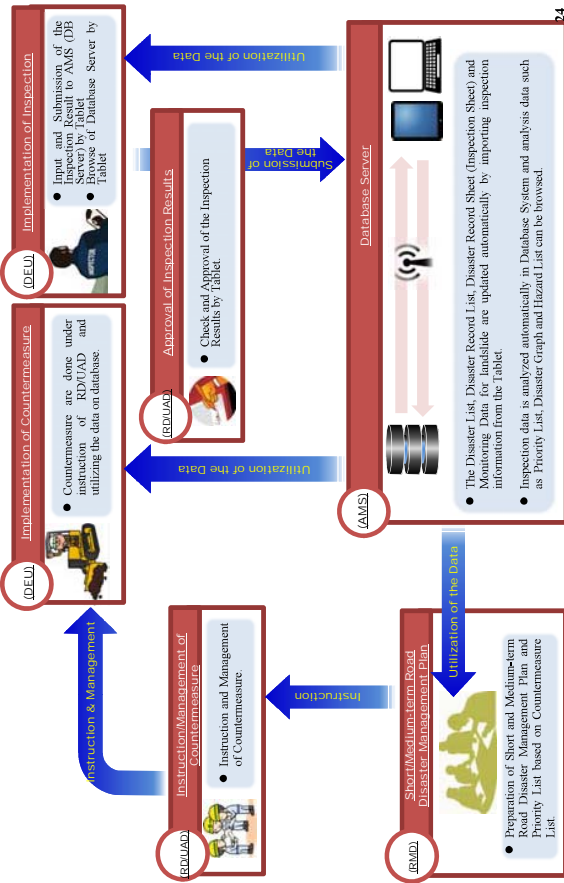 (DEU)
Implementation of Countermeasure
● Countermeasure are done under
instruction of RD/UAD and
utilizing the data on database.
(DEU)
Implementation of Inspection
● Input and Submission of the
Inspection Result to AMS (DB
Server) by Tablet
● Browse of Database Server by
Tablet
Instruction & Management
(RD/UAD)
Instruction/Management of
Countermeasure
● Instruction and Management
of Countermeasure.
(RD/UAD)
Approval of Inspection Results
● Check and Approval of the Inspection
Results by Tablet.
Utilization of the Data
Submission of
the Data
Utilization of the Data
Instruction
(RMD)
Short/Medium-term Road
Disaster Management Plan
● Preparation of Short and Medium-term
Road Disaster Management Plan and
Priority List based on Countermeasure
List.
Utilization of the Data
(AMS)
Database Server
● The Disaster List, Disaster Record List, Disaster Record Sheet (Inspection Sheet) and
Monitoring Data for landslide are updated automatically by importing inspection
information from the Tablet.
● Inspection data is analyzed automatically in Database System and analysis data such
as Priority List, Disaster Graph and Hazard List can be browsed.
24